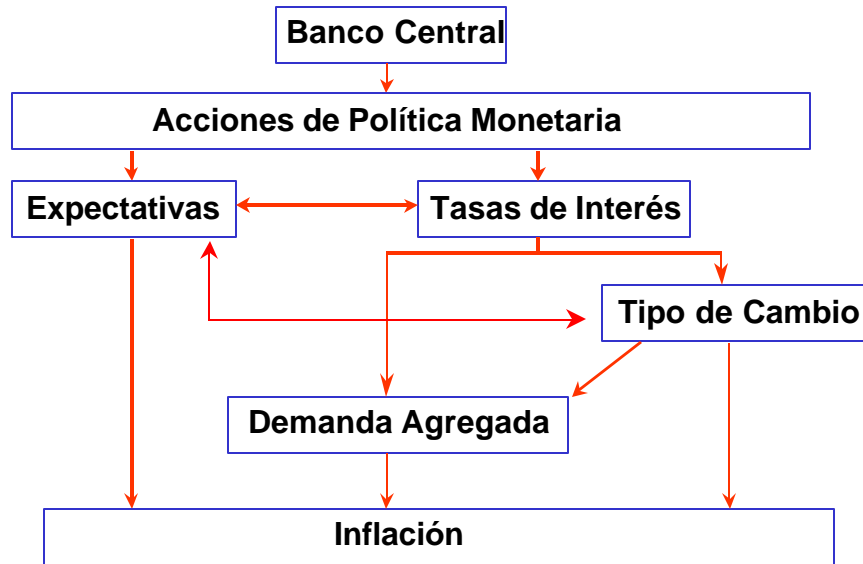 Banco Central
Acciones de Política Monetaria
Expectativas
Tasas de Interés
Tipo de Cambio
Demanda Agregada
Inflación